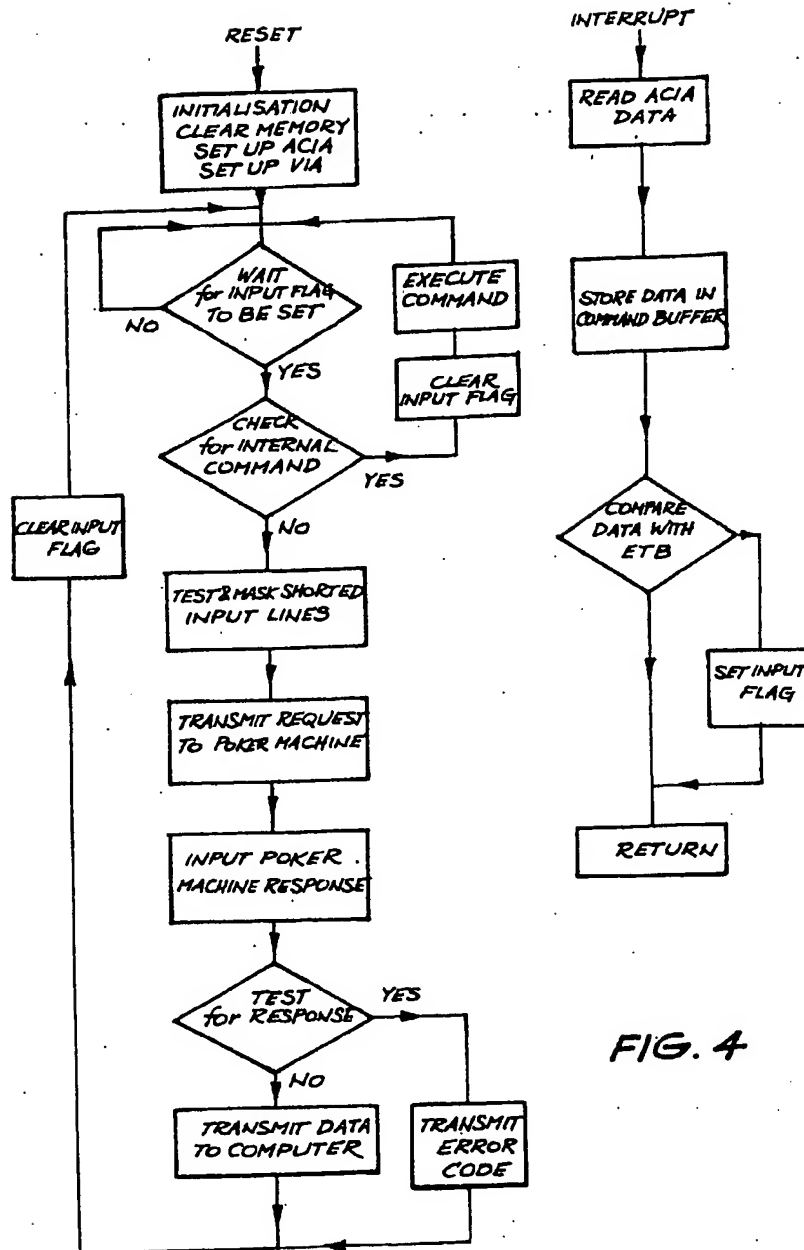 RESET
INITIALISATION
CLEAR MEMORY
SET UP ACIA
SET UP VIA
WAIT
for INPUT FLAG
TO BE SET
NO
YES
EXECUTE
COMMAND
CLEAR
INPUT FLAG
CHECK
for INTERNAL
COMMAND
YES
NO
CLEAR INPUT
FLAG
TEST & MASK SHORTED
INPUT LINES
TRANSMIT REQUEST
TO POKER MACHINE
INPUT POKER
MACHINE RESPONSE
TEST
for RESPONSE
YES
NO
TRANSMIT DATA
TO COMPUTER
TRANSMIT
ERROR
CODE
INTERRUPT
READ ACIA
DATA
STORE DATA IN
COMMAND BUFFER
COMPARE
DATA WITH
ETB
SET INPUT
FLAG
RETURN
FIG. 4